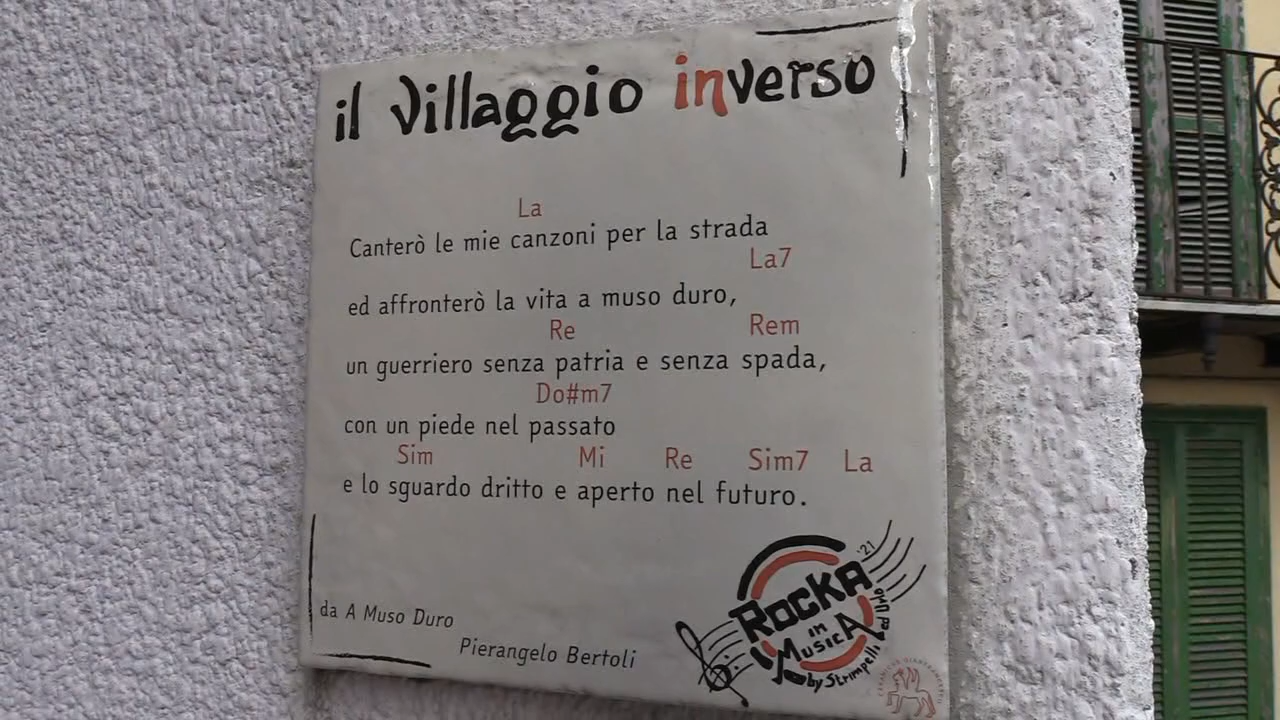 il villaggio inverso
La
Canterò le mie canzoni per la strada
La7
ed affronterò la vita a muso duro,
Re Rem
un guerriero senza patria e senza spada,
Do#m7
con un piede nel passato
Sim Mi Re Sim7 La
e lo sguardo dritto e aperto nel futuro.
da A Muso Duro
Pierangelo Bertoli
'21
RocKA
in
MusicA
by Strimpelli